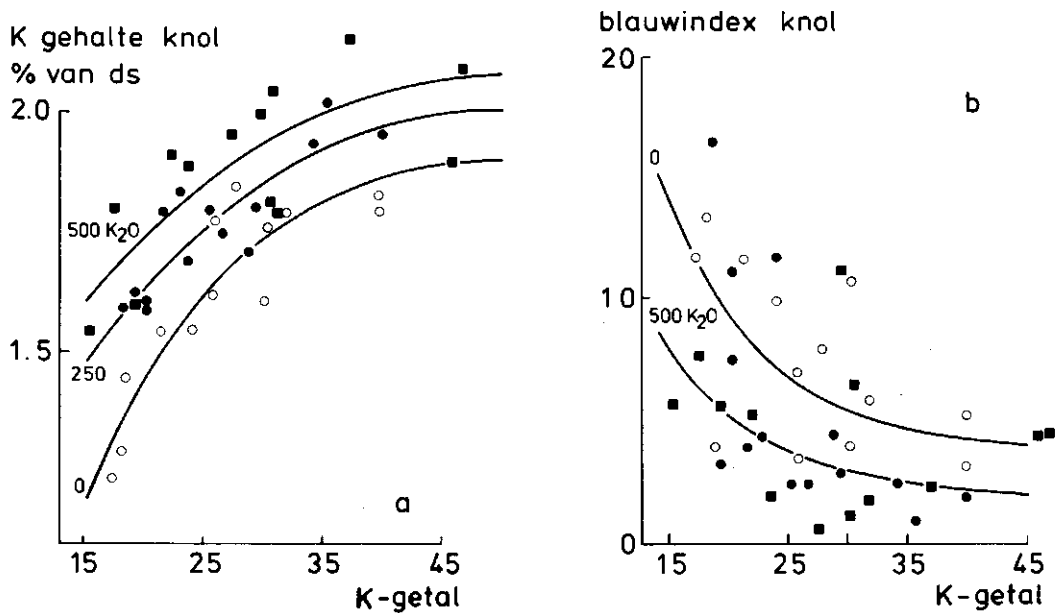 K gehalte knol
% van ds
2.0
1.5
500 K₂O
250
0
a
15 25 35 45
K-getal
blauwindex knol
20
10
0
0
500 K₂O
b
15 25 35 45
K-getal